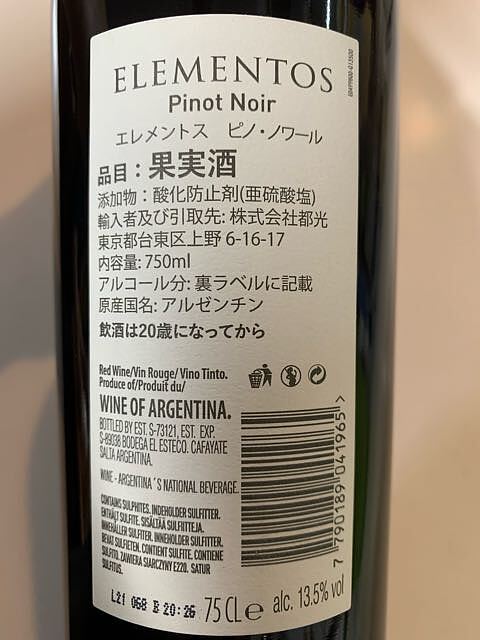 ELEMENTOS
Pinot Noir
エレメントス ピノ・ノワール
品目：果実酒
添加物：酸化防止剤(亜硫酸塩)
輸入者及び引取先: 株式会社都光
東京都台東区上野 6-16-17
内容量: 750ml
アルコール分: 裏ラベルに記載
原産国名: アルゼンチン
飲酒は20歳になってから
Red Wine/Vin Rouge/ Vino Tinto.
Produce of/Produit du/
WINE OF ARGENTINA.
BOTTLED BY EST. S-73121, EST. EXP.
S-89038 BODEGA EL ESTECO. CAFAYATE
SALTA ARGENTINA.
WINE - ARGENTINA´S NATIONAL BEVERAGE.
CONTAINS SULPHITES. INDEHOLDER SULFITTER.
ENTHÄLT SULFITE. SISÄLTÄÄ SULFIITTEJA.
INNEHÅLLER SULFITER. INNEHOLDER SULFITTER.
BEVAT SULFIETEN. CONTIENT SULFITE. CONTIENE
SULFITO. ZAWIERA SIARCZYNY E220. SATUR
SULFITUS.
7 790189 041965 >
L21 068 B 20:26
75 CL e alc. 13.5% vol